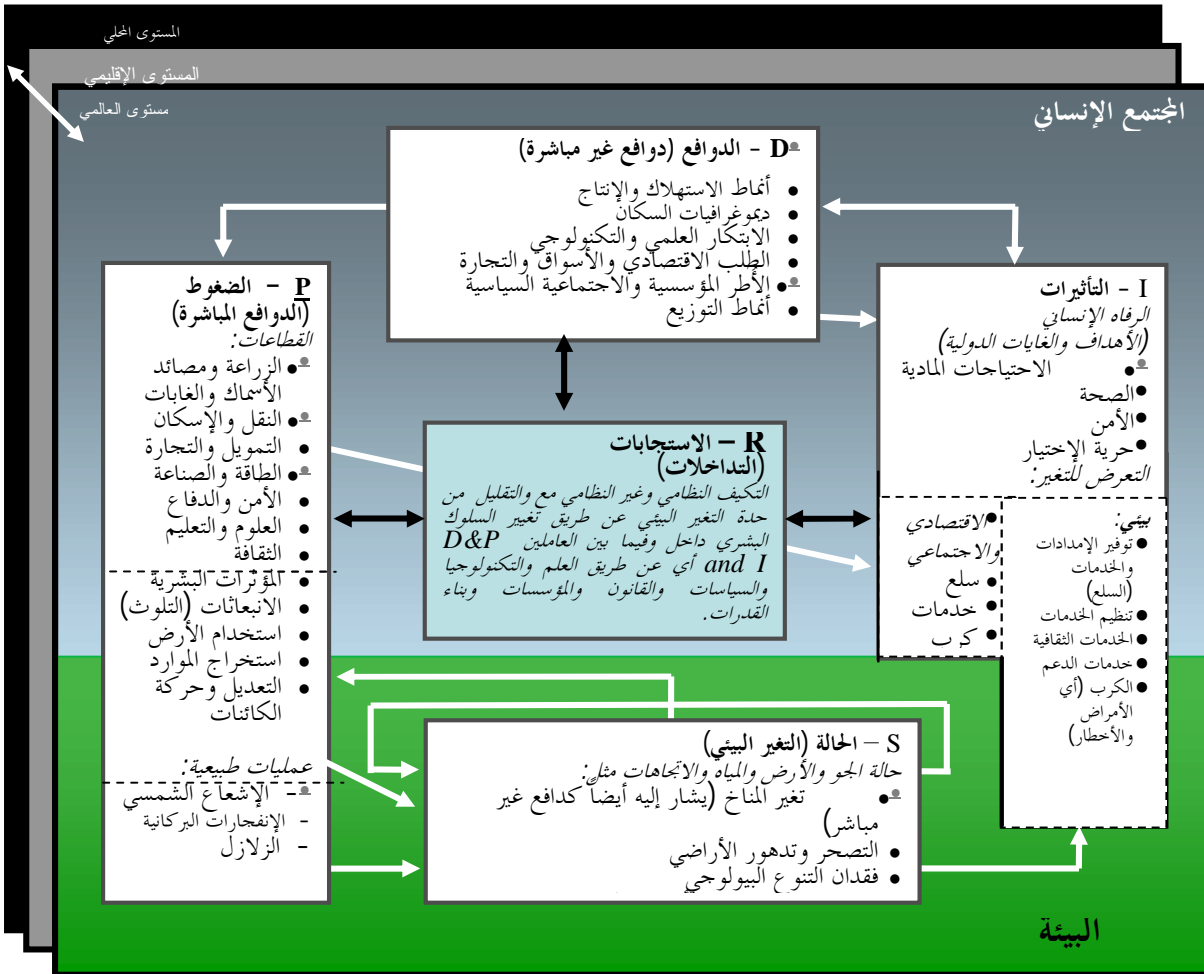 المستوى المحلي
المستوى الإقليمي
مستوى العالمي
المجتمع الإنساني
D - الدوافع (دوافع غير مباشرة)
• أنماط الاستهلاك والإنتاج
• ديموغرافيات السكان
• الابتكار العلمي والتكنولوجي
• الطلب الاقتصادي والأسواق والتجارة
• الأُطر المؤسسية والاجتماعية السياسية
• أنماط التوزيع
P – الضغوط
(الدوافع المباشرة)
القطاعات:
• الزراعة ومصائد
الأسماك والغابات
• النقل والإسكان
• التمويل والتجارة
• الطاقة والصناعة
• الأمن والدفاع
• العلوم والتعليم
• الثقافة
• المؤثرات البشرية
• الانبعاثات (التلوث)
• استخدام الأرض
• استخراج الموارد
• التعديل وحركة
الكائنات
عمليات طبيعية:
- الإشعاع الشمسي
- الإنفجارات البركانية
- الزلازل
R – الاستجابات
(التداخلات)
التكيف النظامي وغير النظامي مع والتقليل من
حدة التغير البيئي عن طريق تغيير السلوك
البشري داخل وفيما بين العاملين D&P
and I أي عن طريق العلم والتكنولوجيا
والسياسات والقانون والمؤسسات وبناء
القدرات.
I - التأثيرات
الرفاه الإنساني
(الأهداف والغايات الدولية)
• الاحتياجات المادية
• الصحة
• الأمن
• حرية الإختيار
التعرض للتغير:
• الاقتصادي
والاجتماعي
• سلع
• خدمات
• كرب
بيئي:
• توفير الإمدادات
والخدمات
(السلع)
• تنظيم الخدمات
• الخدمات الثقافية
• خدمات الدعم
• الكرب (أي
الأمراض
والأخطار)
S – الحالة (التغير البيئي)
حالة الجو والأرض والمياه والاتجاهات مثل:
• تغير المناخ (يشار إليه أيضاً كدافع غير
مباشر)
• التصحر وتدهور الأراضي
• فقدان التنوع البيولوجي
البيئة